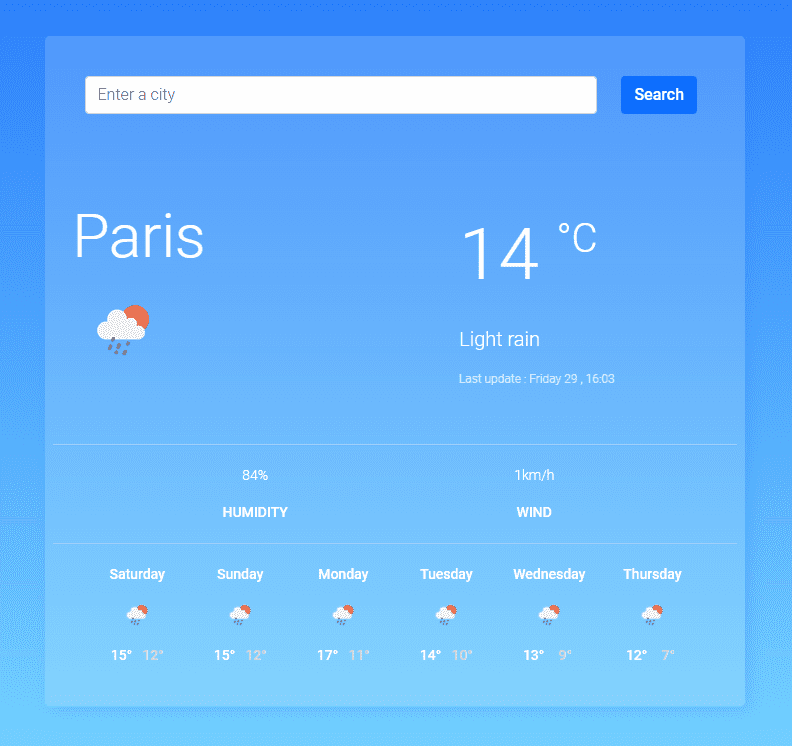 Enter a city
Search
Paris
14 °C
Light rain
Last update : Friday 29 , 16:03
84%
1km/h
HUMIDITY
WIND
Saturday Sunday Monday Tuesday Wednesday Thursday
15° 12° 15° 12° 17° 11° 14° 10° 13° 9° 12° 7°